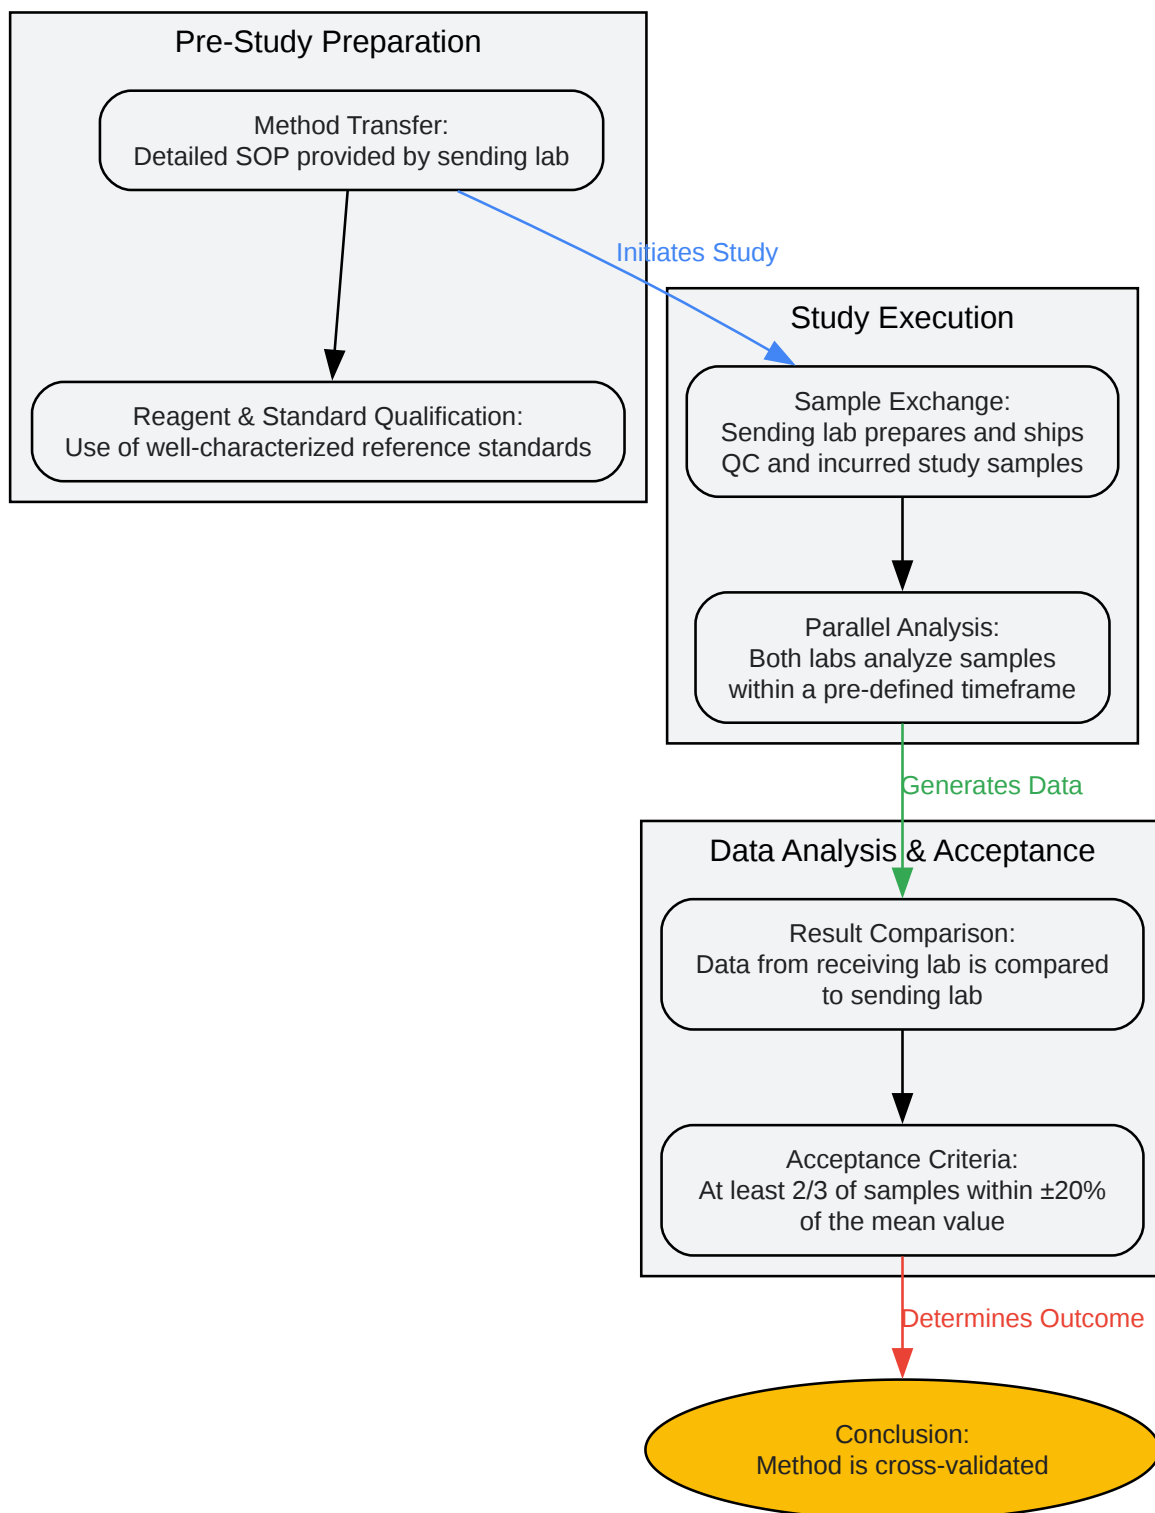 Pre-Study Preparation
Method Transfer:
Detailed SOP provided by sending lab
Initiates Study
Reagent & Standard Qualification:
Use of well-characterized reference standards
Study Execution
Sample Exchange:
Sending lab prepares and ships
QC and incurred study samples
Parallel Analysis:
Both labs analyze samples
within a pre-defined timeframe
Generates Data
Data Analysis & Acceptance
Result Comparison:
Data from receiving lab is compared
to sending lab
Acceptance Criteria:
At least 2/3 of samples within ±20%
of the mean value
Determines Outcome
Conclusion:
Method is cross-validated